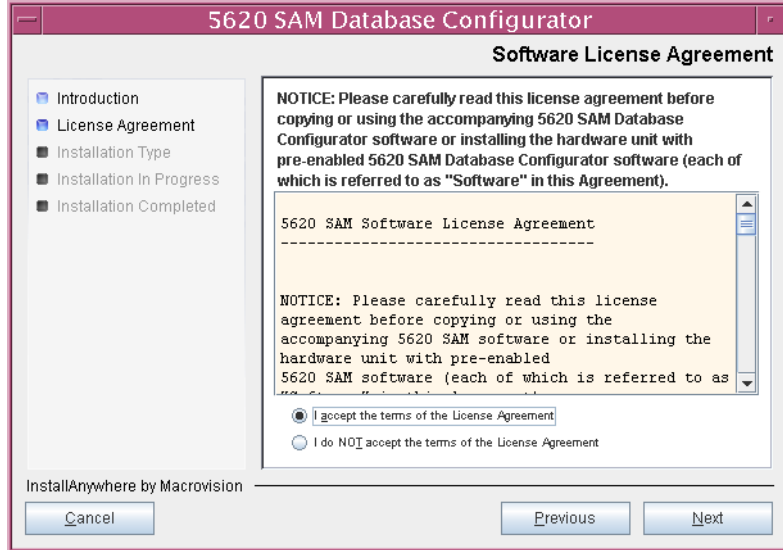 5620 SAM Database Configurator
Software License Agreement
Introduction
License Agreement
Installation Type
Installation In Progress
Installation Completed
NOTICE: Please carefully read this license agreement before
copying or using the accompanying 5620 SAM Database
Configurator software or installing the hardware unit with
pre-enabled 5620 SAM Database Configurator software (each of
which is referred to as "Software" in this Agreement).
5620 SAM Software License Agreement
-----------------------------------
NOTICE: Please carefully read this license
agreement before copying or using the
accompanying 5620 SAM software or installing the
hardware unit with pre-enabled
5620 SAM software (each of which is referred to as
I accept the terms of the License Agreement
I do NOT accept the terms of the License Agreement
InstallAnywhere by Macrovision
Cancel
Previous
Next